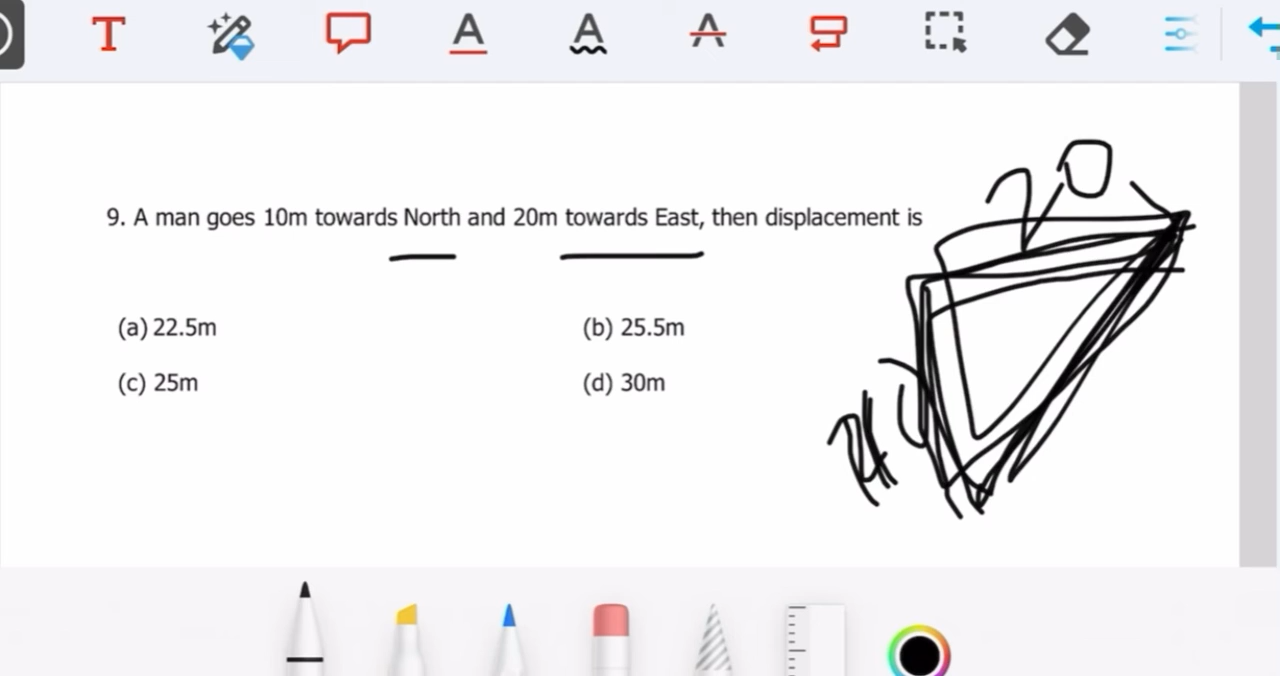 9. A man goes 10m towards North and 20m towards East, then displacement is
20
(a) 22.5m
(b) 25.5m
(c) 25m
(d) 30m